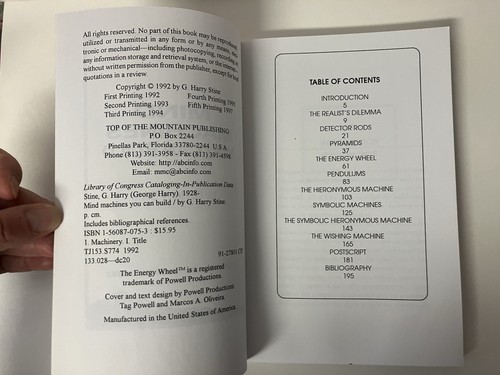 All rights reserved. No part of this book may be reproduced,
utilized or transmitted in any form or by any means, elec-
tronic or mechanical—including photocopying, recording or
any information storage and retrieval system, or the internet—
without written permission from the publisher, except for brief
quotations in a review.
Copyright © 1992 by G. Harry Stine
First Printing 1992 Fourth Printing
Second Printing 1993 Fifth Printing 1997
Third Printing 1994
TOP OF THE MOUNTAIN PUBLISHING
P.O. Box 2244
Pinellas Park, Florida 33780-2244 U.S.A.
Phone (813) 391-3958 - Fax (813) 391-4598
Website: http://abcinfo.com
Email: mmc@abcinfo.com
Library of Congress Cataloging-In-Publication Data
Stine, G. Harry (George Harry) 1928-
Mind machines you can build / by G. Harry Stine.
p. cm.
Includes bibliographical references.
ISBN 1-56087-075-3 : $15.95
1. Machinery. I. Title
TJ153 S774 1992
133.028—dc20 91-27801 CIP
The Energy Wheel™ is a registered
trademark of Powell Productions.
Cover and text design by Powell Productions
Tag Powell and Marcos A. Oliveira
Manufactured in the United States of America
TABLE OF CONTENTS
INTRODUCTION
5
THE REALIST'S DILEMMA
9
DETECTOR RODS
21
PYRAMIDS
37
THE ENERGY WHEEL
61
PENDULUMS
83
THE HIERONYMOUS MACHINE
103
SYMBOLIC MACHINES
125
THE SYMBOLIC HIERONYMOUS MACHINE
143
THE WISHING MACHINE
165
POSTSCRIPT
181
BIBLIOGRAPHY
195